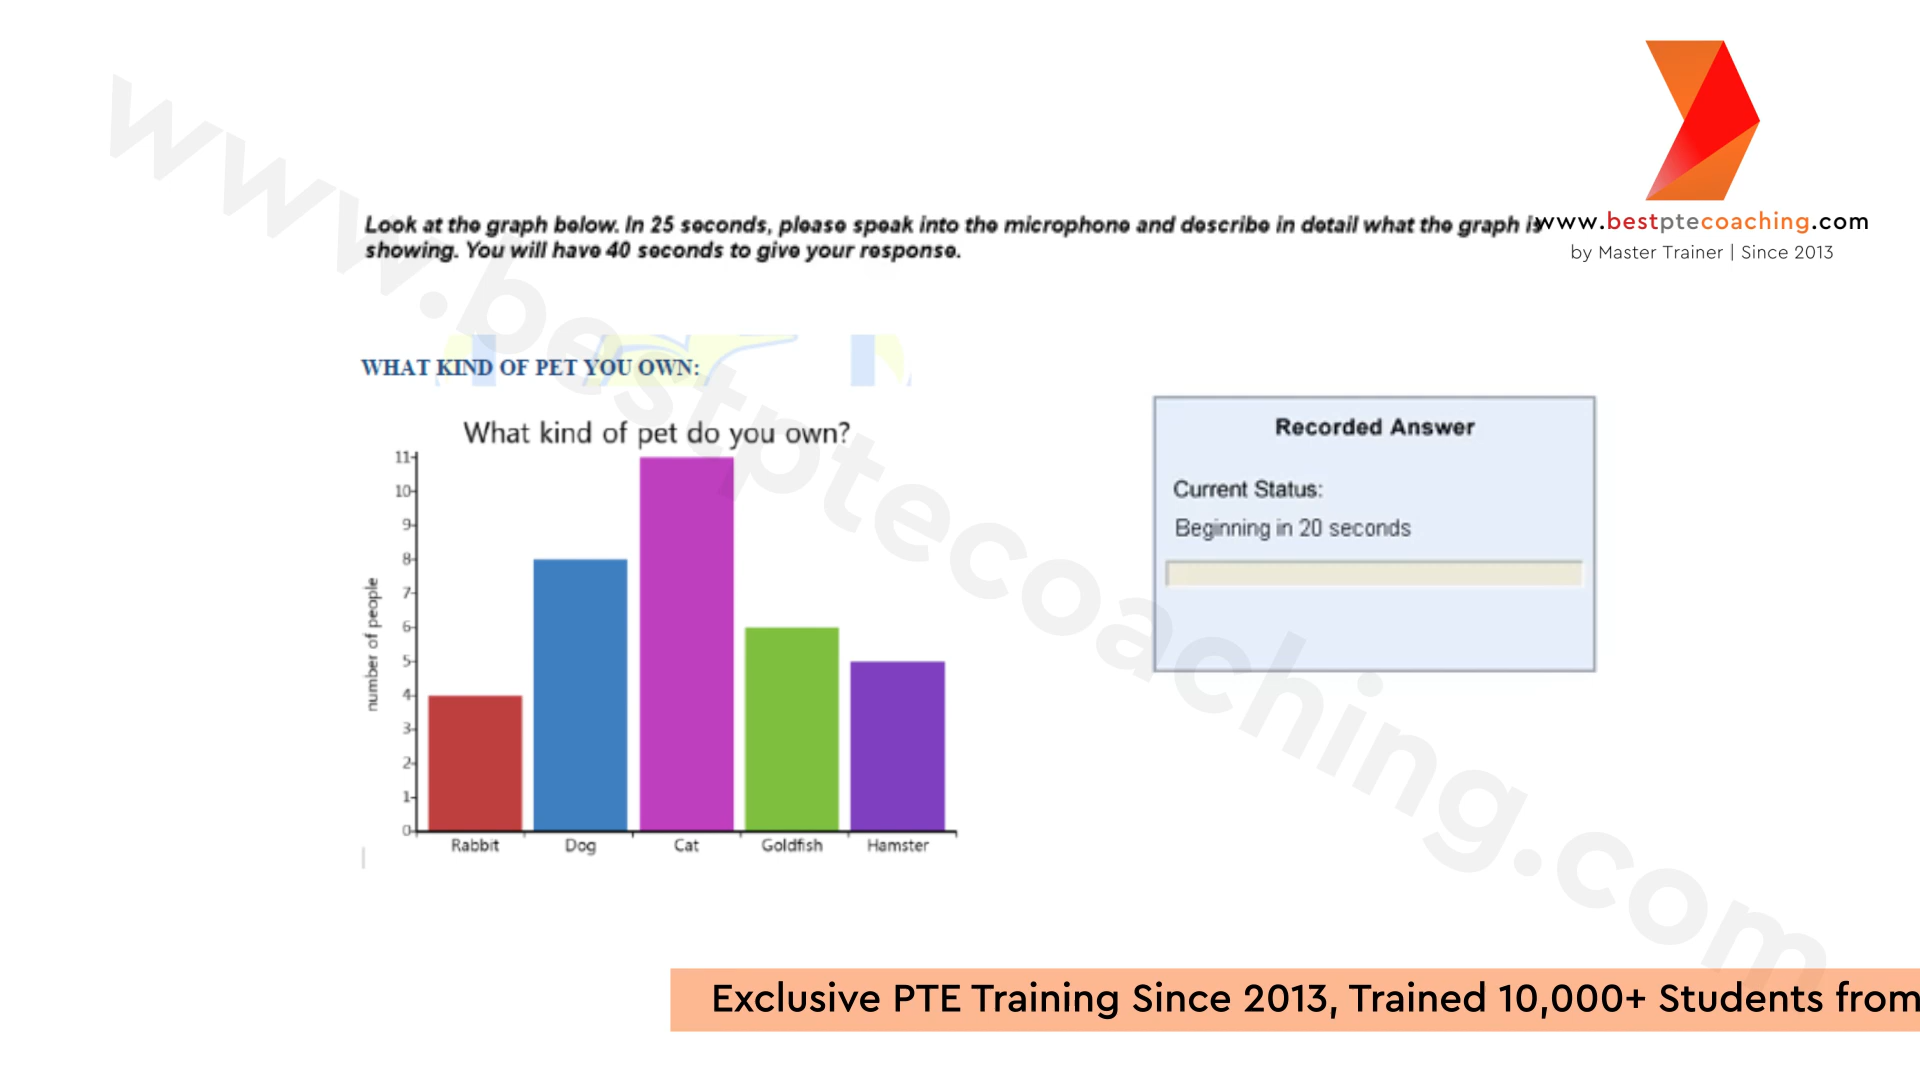 www.bestptecoaching.com
Look at the graph below. In 25 seconds, please speak into the microphone and describe in detail what the graph is
showing. You will have 40 seconds to give your response.
www.bestptecoaching.com
by Master Trainer | Since 2013
WHAT KIND OF PET YOU OWN:
What kind of pet do you own?
11
10
9
8
7
6
5
4
3
2
1
0
number of people
Rabbit Dog Cat Goldfish Hamster
Recorded Answer
Current Status:
Beginning in 20 seconds
Exclusive PTE Training Since 2013, Trained 10,000+ Students from